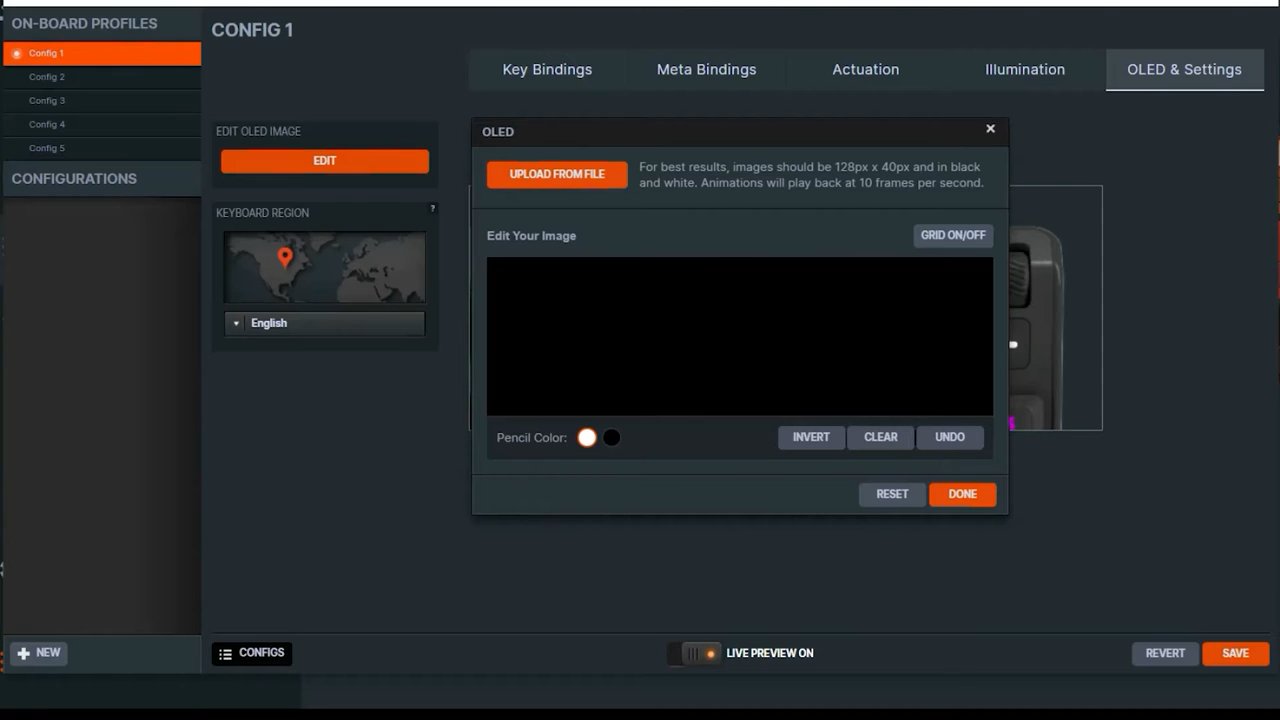 ON-BOARD PROFILES
Config 1
Config 2
Config 3
Config 4
Config 5
CONFIGURATIONS
NEW
CONFIG 1
Key Bindings
Meta Bindings
Actuation
Illumination
OLED & Settings
EDIT OLED IMAGE
EDIT
KEYBOARD REGION
?
English
OLED
×
UPLOAD FROM FILE
For best results, images should be 128px x 40px and in black
and white. Animations will play back at 10 frames per second.
Edit Your Image
GRID ON/OFF
Pencil Color:
INVERT
CLEAR
UNDO
RESET
DONE
CONFIGS
LIVE PREVIEW ON
REVERT
SAVE